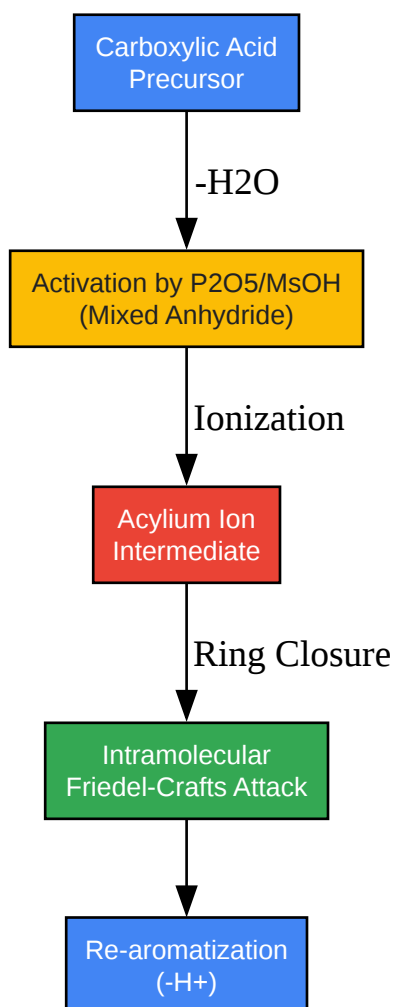 Carboxylic Acid
Precursor
-H2O
Activation by P2O5/MsOH
(Mixed Anhydride)
Ionization
Acylium Ion
Intermediate
Ring Closure
Intramolecular
Friedel-Crafts Attack
Re-aromatization
(-H+)